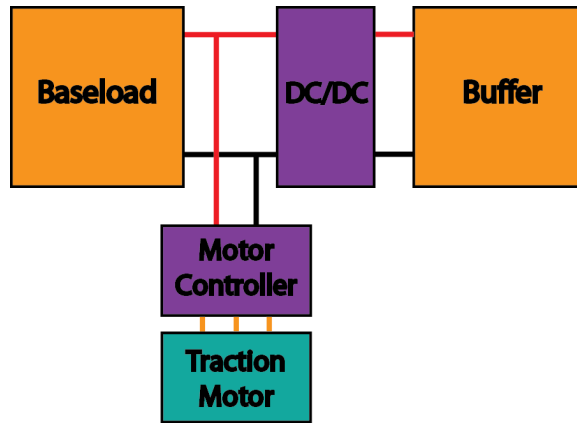 Baseload
DC/DC
Buffer
Motor
Controller
Traction
Motor